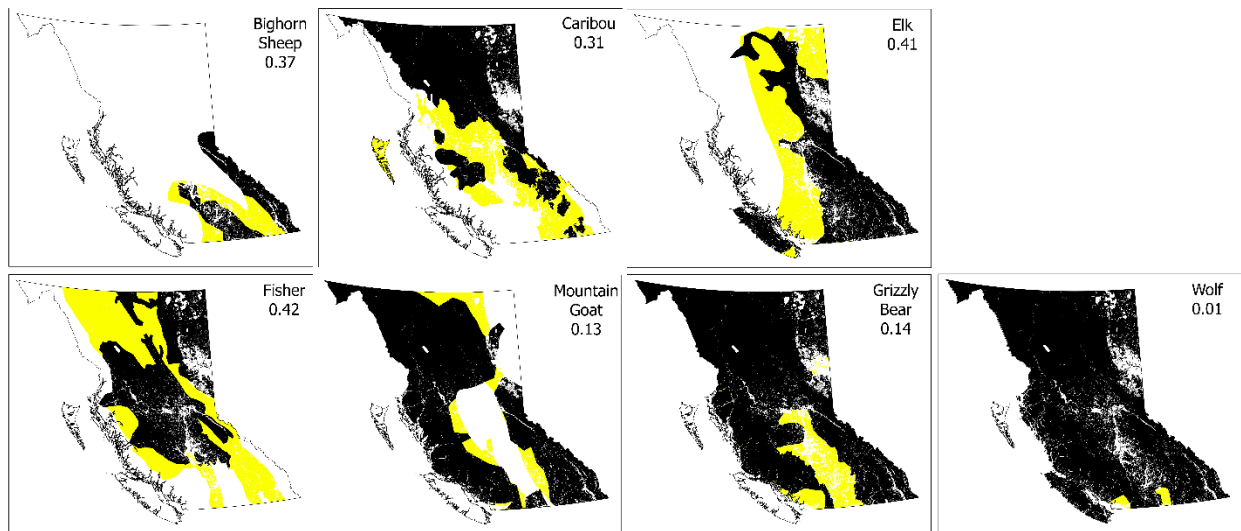 Bighorn
Sheep
0.37
Caribou
0.31
Elk
0.41
Fisher
0.42
Mountain
Goat
0.13
Grizzly
Bear
0.14
Wolf
0.01